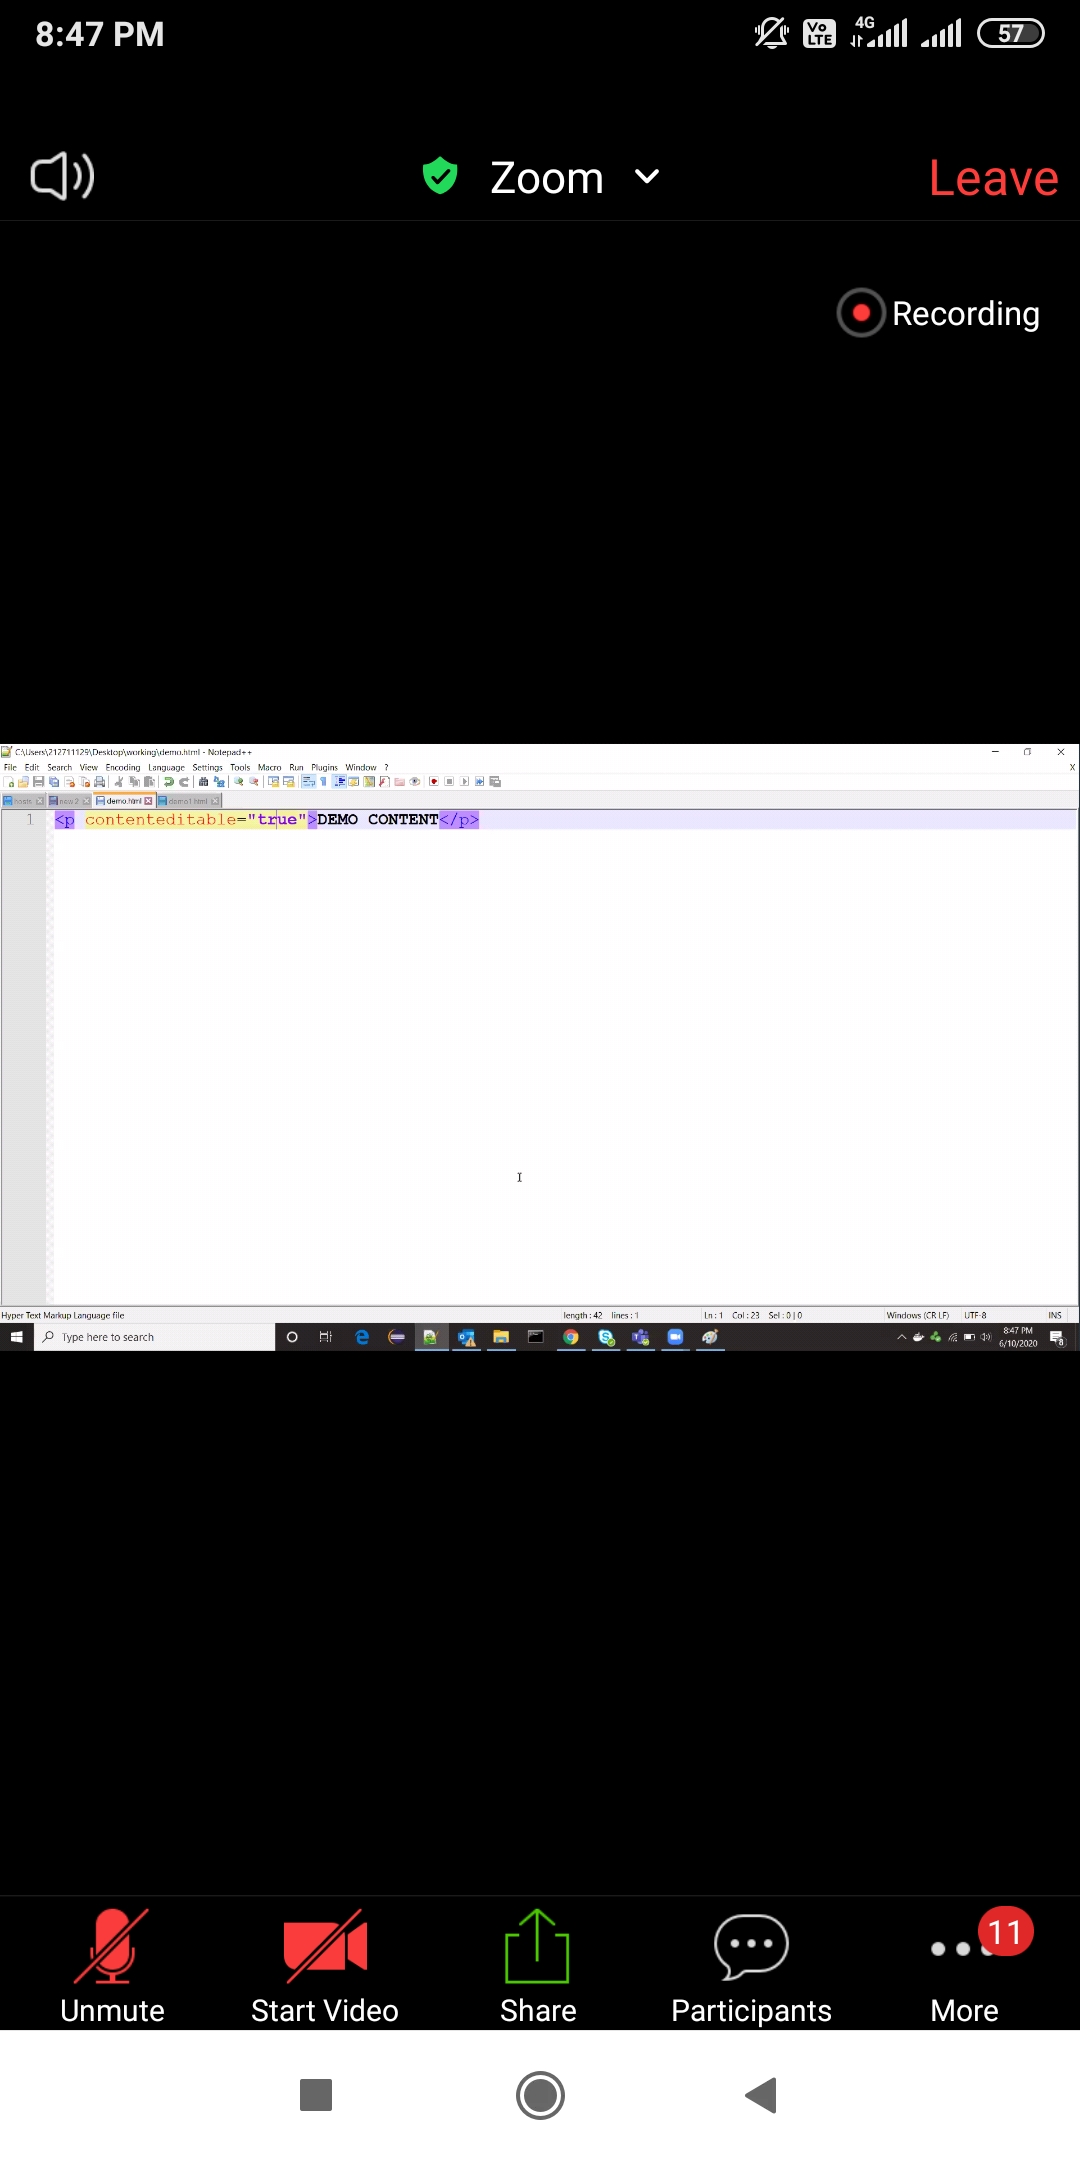 8:47 PM
Vo LTE
4G
57
Zoom
Leave
Recording
C:\Users\212711129\Desktop\working\demo.html - Notepad++
File Edit Search View Encoding Language Settings Tools Macro Run Plugins Window ?
X
hosts new 2 demo.html demo1.html
1 <p contenteditable="true">DEMO CONTENT</p>
Hyper Text Markup Language file length : 42 lines : 1 Ln : 1 Col : 23 Sel : 0 | 0 Windows (CR LF) UTF-8 INS
Type here to search
8:47 PM
6/10/2020
11
Unmute Start Video Share Participants More